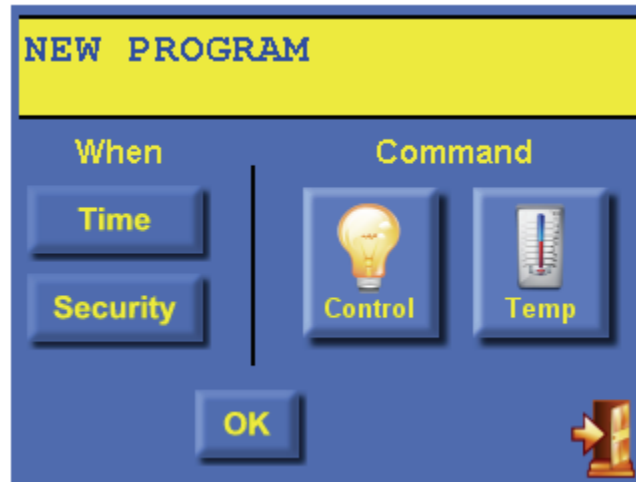 NEW PROGRAM
When
Command
Time
Security
Control
Temp
OK